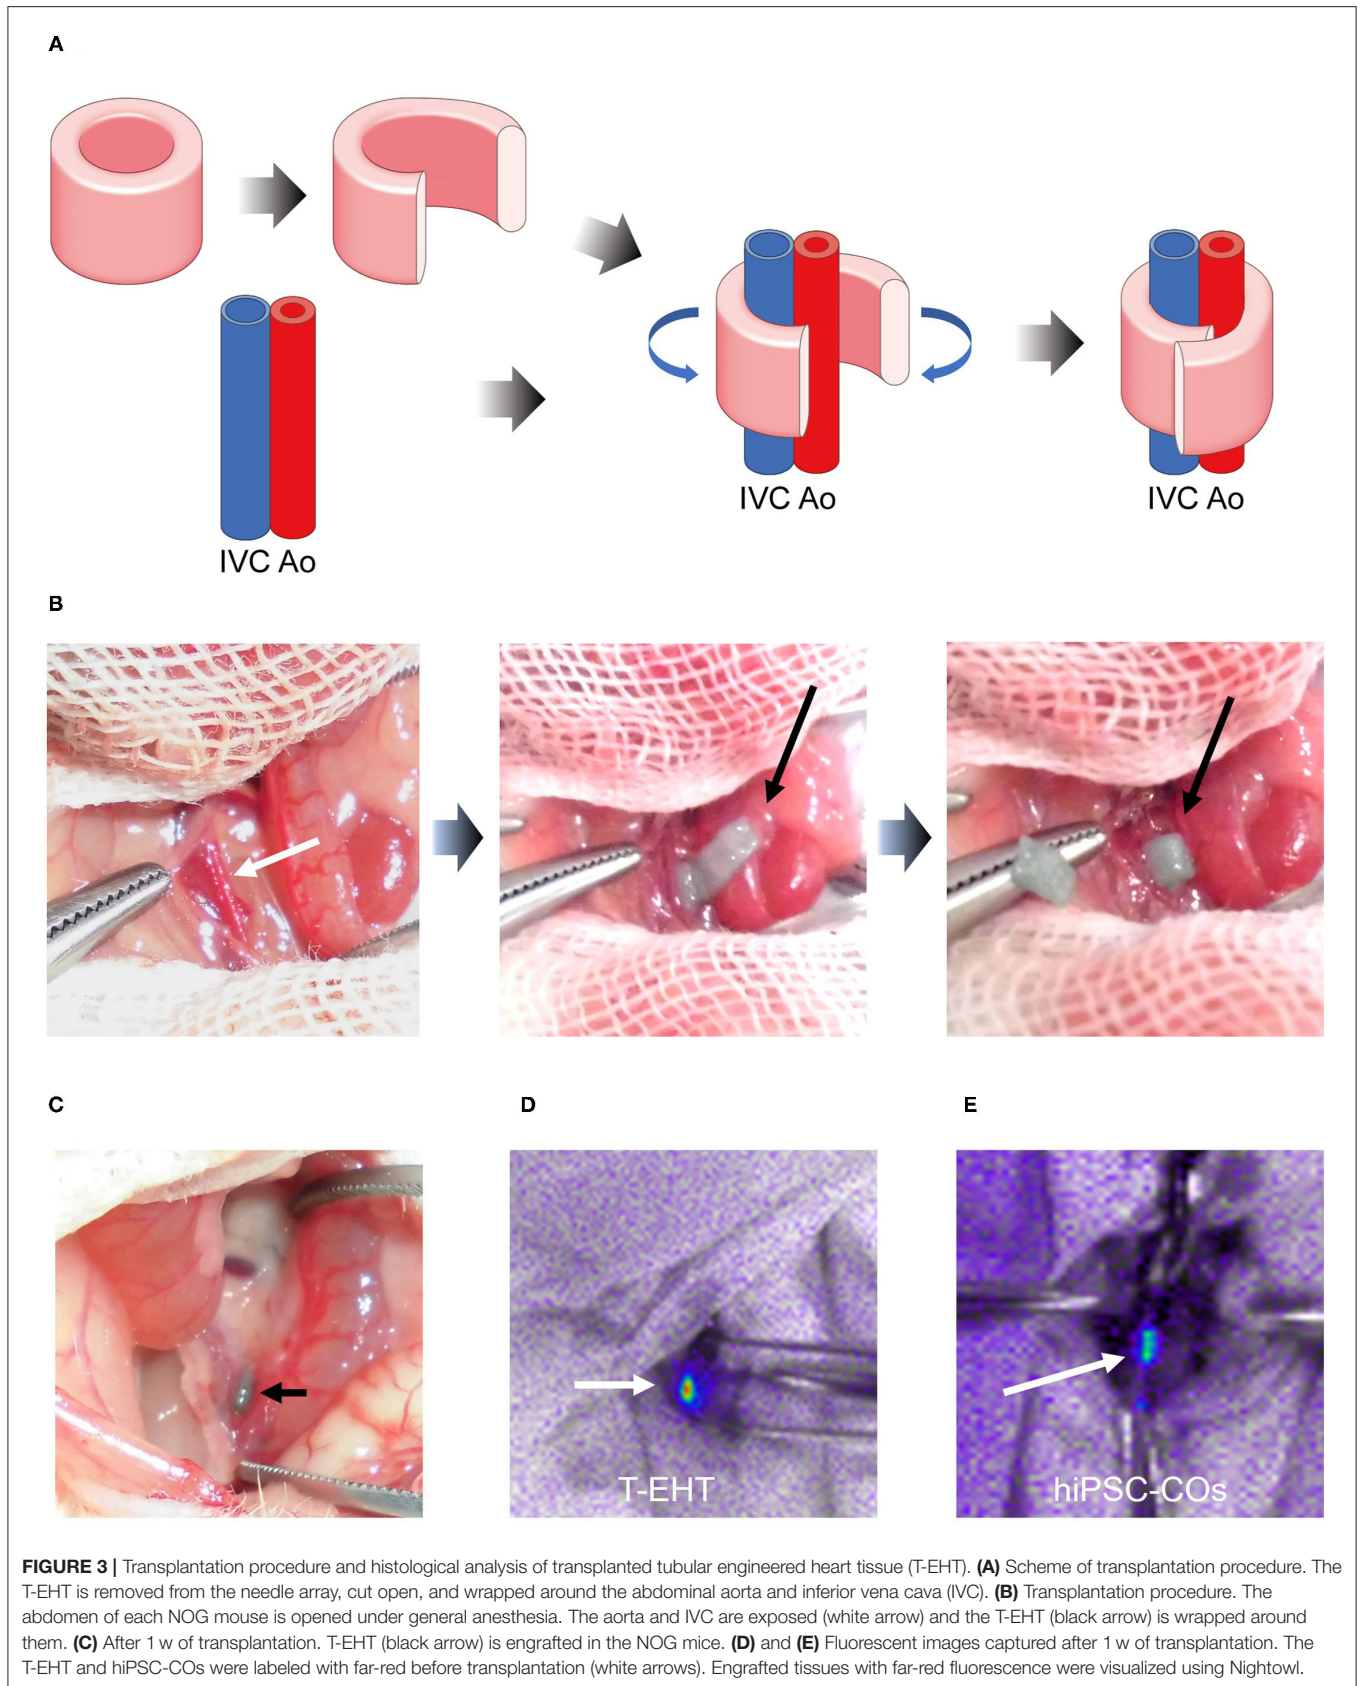 A
IVC Ao
IVC Ao
IVC Ao
B
C
D
E
T-EHT
hiPSC-COs
FIGURE 3 | Transplantation procedure and histological analysis of transplanted tubular engineered heart tissue (T-EHT). (A) Scheme of transplantation procedure. The
T-EHT is removed from the needle array, cut open, and wrapped around the abdominal aorta and inferior vena cava (IVC). (B) Transplantation procedure. The
abdomen of each NOG mouse is opened under general anesthesia. The aorta and IVC are exposed (white arrow) and the T-EHT (black arrow) is wrapped around
them. (C) After 1 w of transplantation. T-EHT (black arrow) is engrafted in the NOG mice. (D) and (E) Fluorescent images captured after 1 w of transplantation. The
T-EHT and hiPSC-COs were labeled with far-red before transplantation (white arrows). Engrafted tissues with far-red fluorescence were visualized using Nightowl.